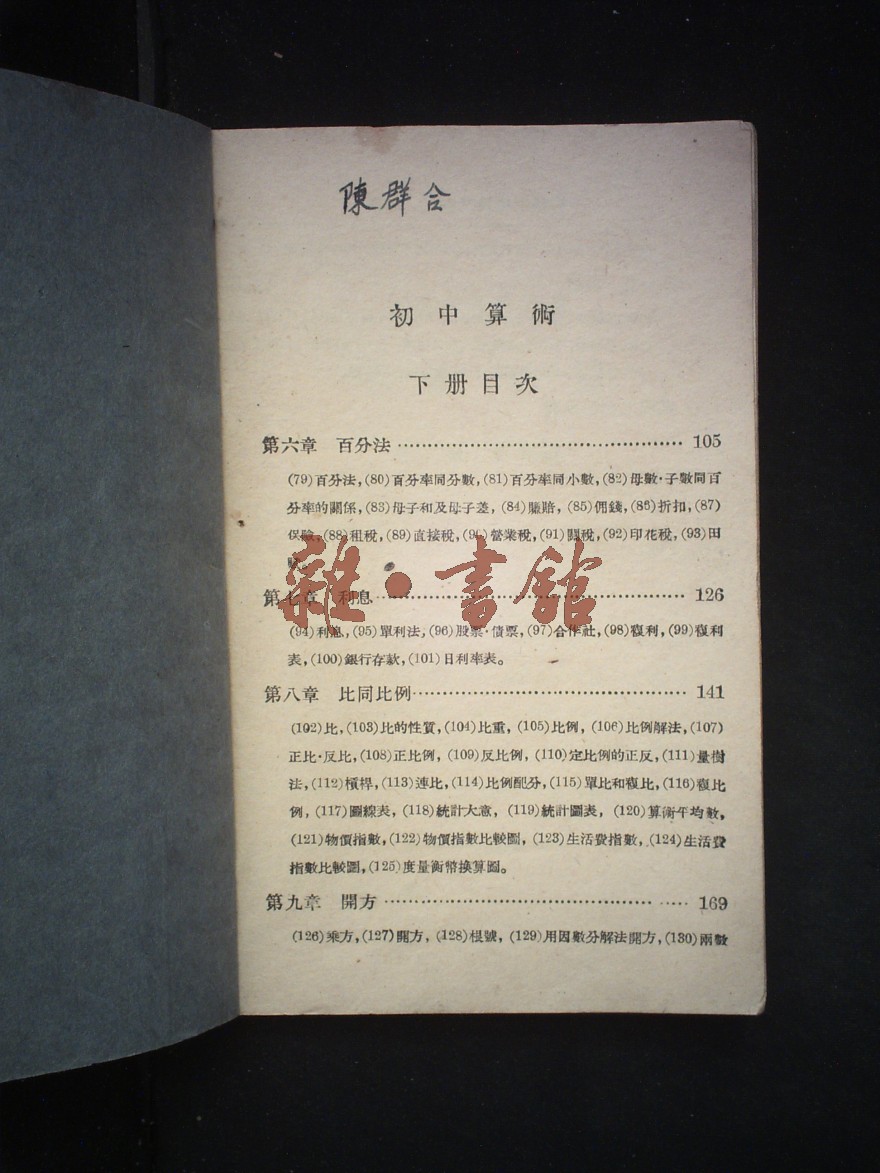 陳群合
初中算術
下册目次
第六章 百分法………………………………………… 105
(79)百分法,(80)百分率同分數,(81)百分率同小數,(82)母數·子數同百
分率的關係,(83)母子和及母子差,(84)賺賠,(85)佣錢,(86)折扣,(87)
保險,(88)租稅,(89)直接稅,(90)營業稅,(91)關稅,(92)印花稅,(93)田
賦。
第七章 利息………………………………………… 126
(94)利息,(95)單利法,(96)股票·債票,(97)合作社,(98)複利,(99)複利
表,(100)銀行存款,(101)日利率表。
第八章 比同比例………………………………………… 141
(102)比,(103)比的性質,(104)比重,(105)比例,(106)比例解法,(107)
正比·反比,(108)正比例,(109)反比例,(110)定比例的正反,(111)量樹
法,(112)槓桿,(113)連比,(114)比例配分,(115)單比和複比,(116)複比
例,(117)圖線表,(118)統計大意,(119)統計圖表,(120)算術平均數,
(121)物價指數,(122)物價指數比較圖,(123)生活費指數,(124)生活費
指數比較圖,(125)度量衡幣換算圖。
第九章 開方………………………………………… 169
(126)乘方,(127)開方,(128)根號,(129)用因數分解法開方,(130)兩數
雜·書館